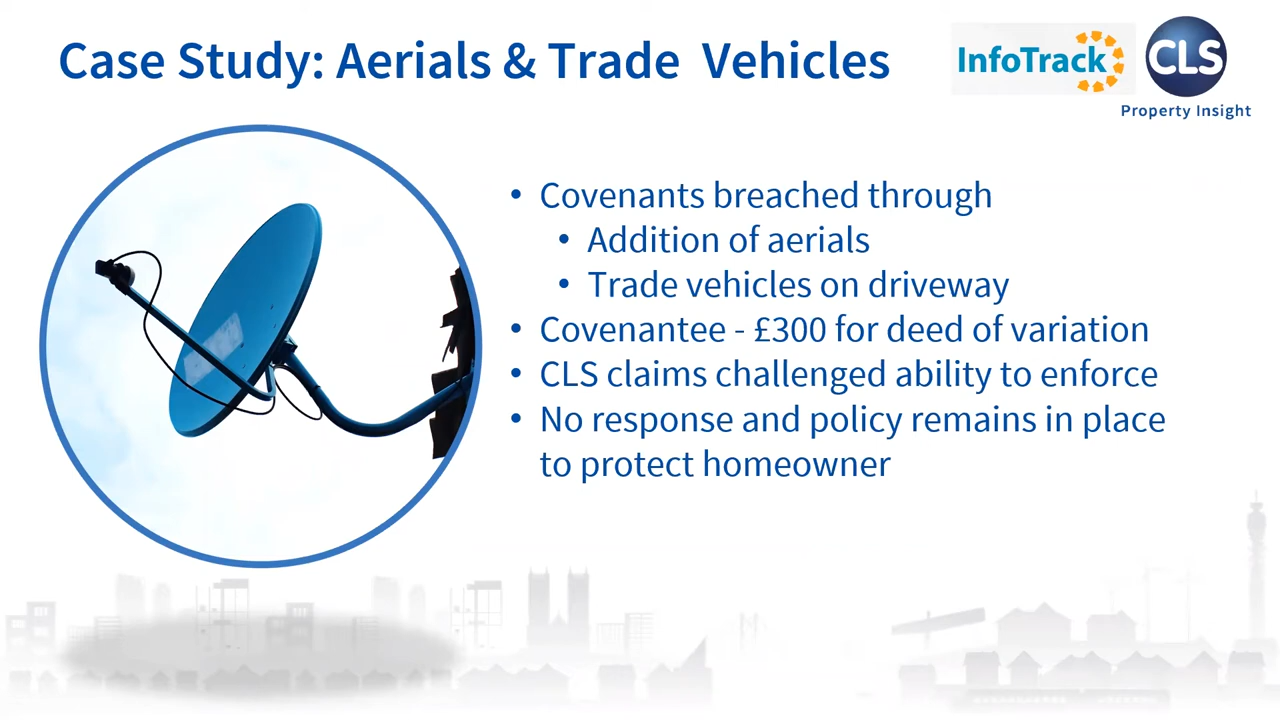 Case Study: Aerials & Trade Vehicles
InfoTrack
CLS
Property Insight
• Covenants breached through
• Addition of aerials
• Trade vehicles on driveway
• Covenantee - £300 for deed of variation
• CLS claims challenged ability to enforce
• No response and policy remains in place
to protect homeowner